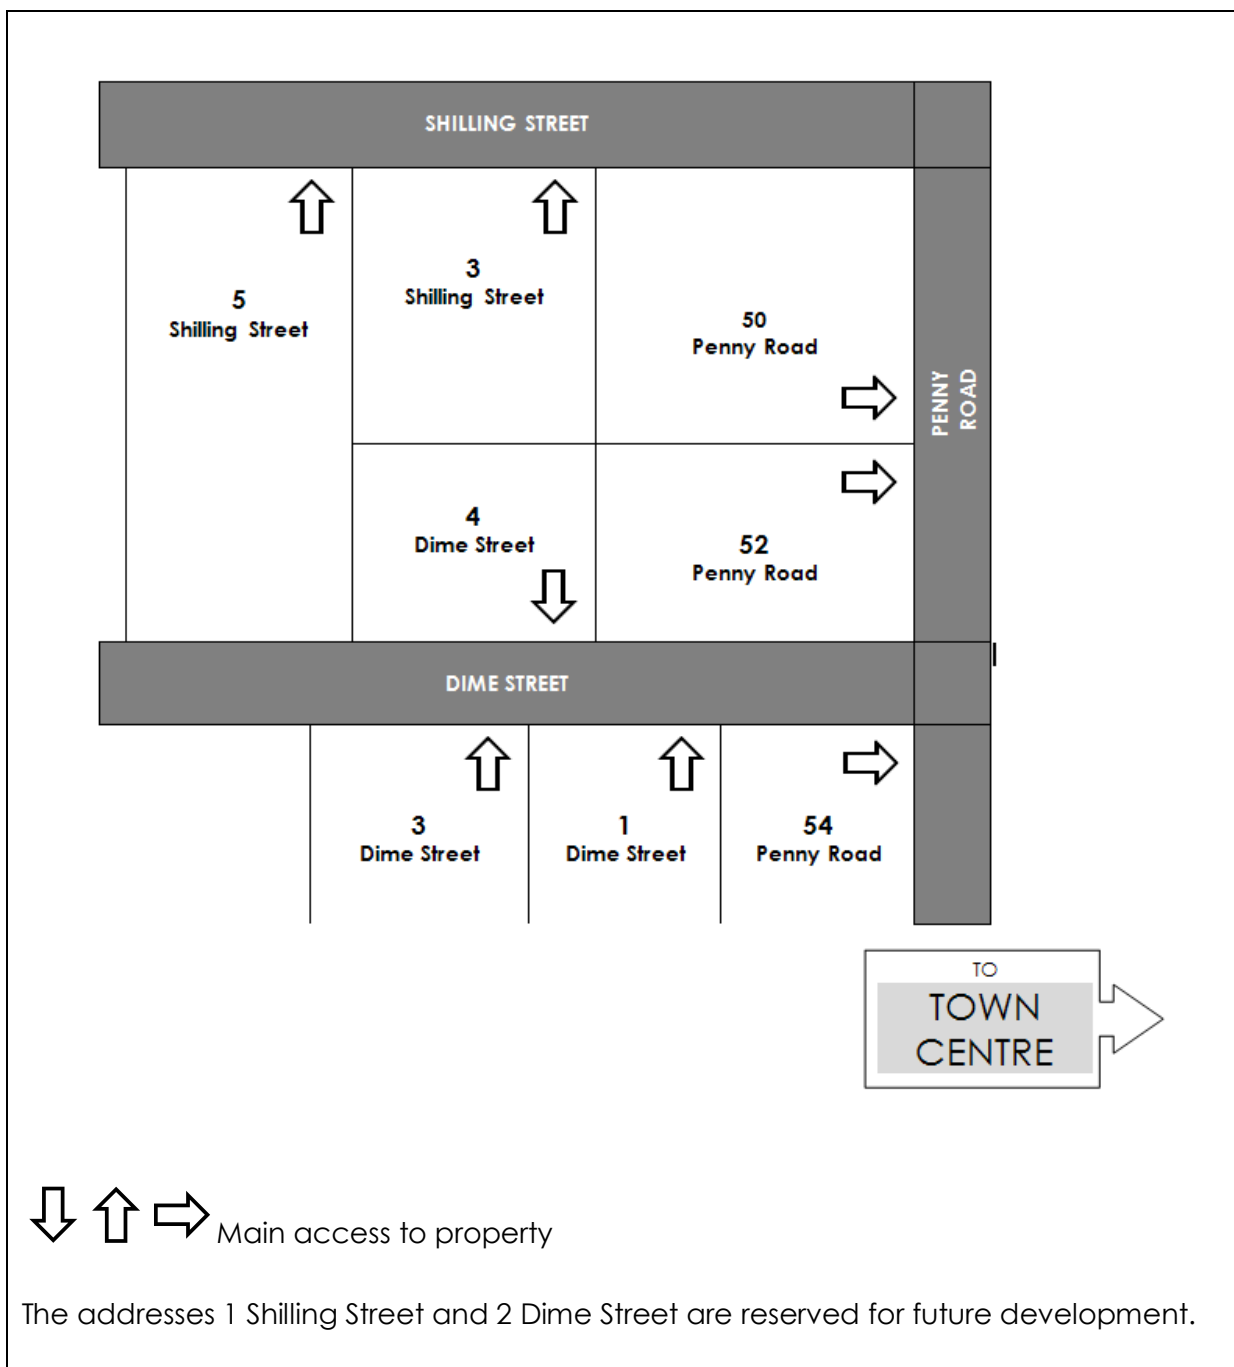 SHILLING STREET
3
Shilling Street
5
Shilling Street
50
Penny Road
PENNY
ROAD
4
Dime Street
52
Penny Road
DIME STREET
3
Dime Street
1
Dime Street
54
Penny Road
TO
TOWN
CENTRE
Main access to property
The addresses 1 Shilling Street and 2 Dime Street are reserved for future development.